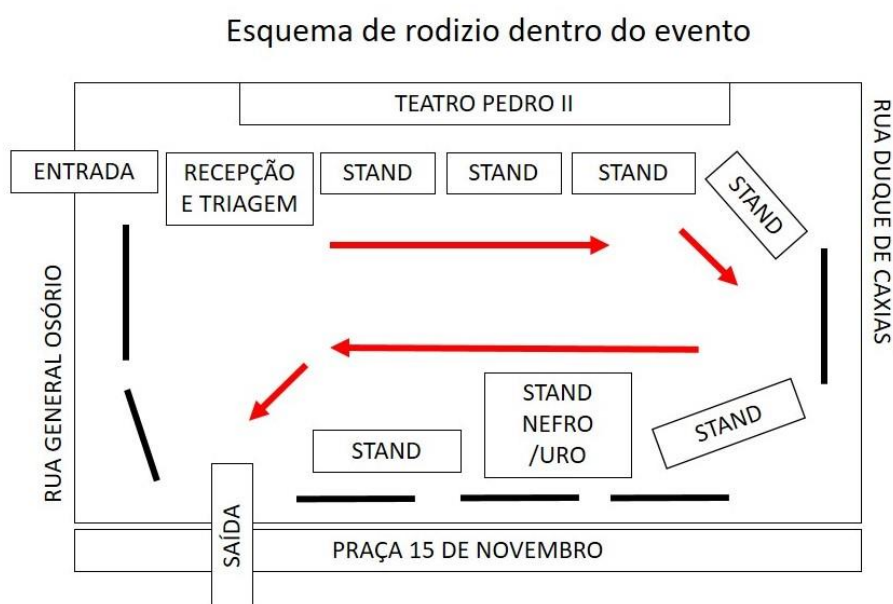 Esquema de rodizio dentro do evento
TEATRO PEDRO II
ENTRADA
RECEPÇÃO
E TRIAGEM
STAND
STAND
STAND
STAND
RUA DUQUE DE CAXIAS
RUA GENERAL OSÓRIO
STAND
STAND
NEFRO
/URO
STAND
SAÍDA
PRAÇA 15 DE NOVEMBRO